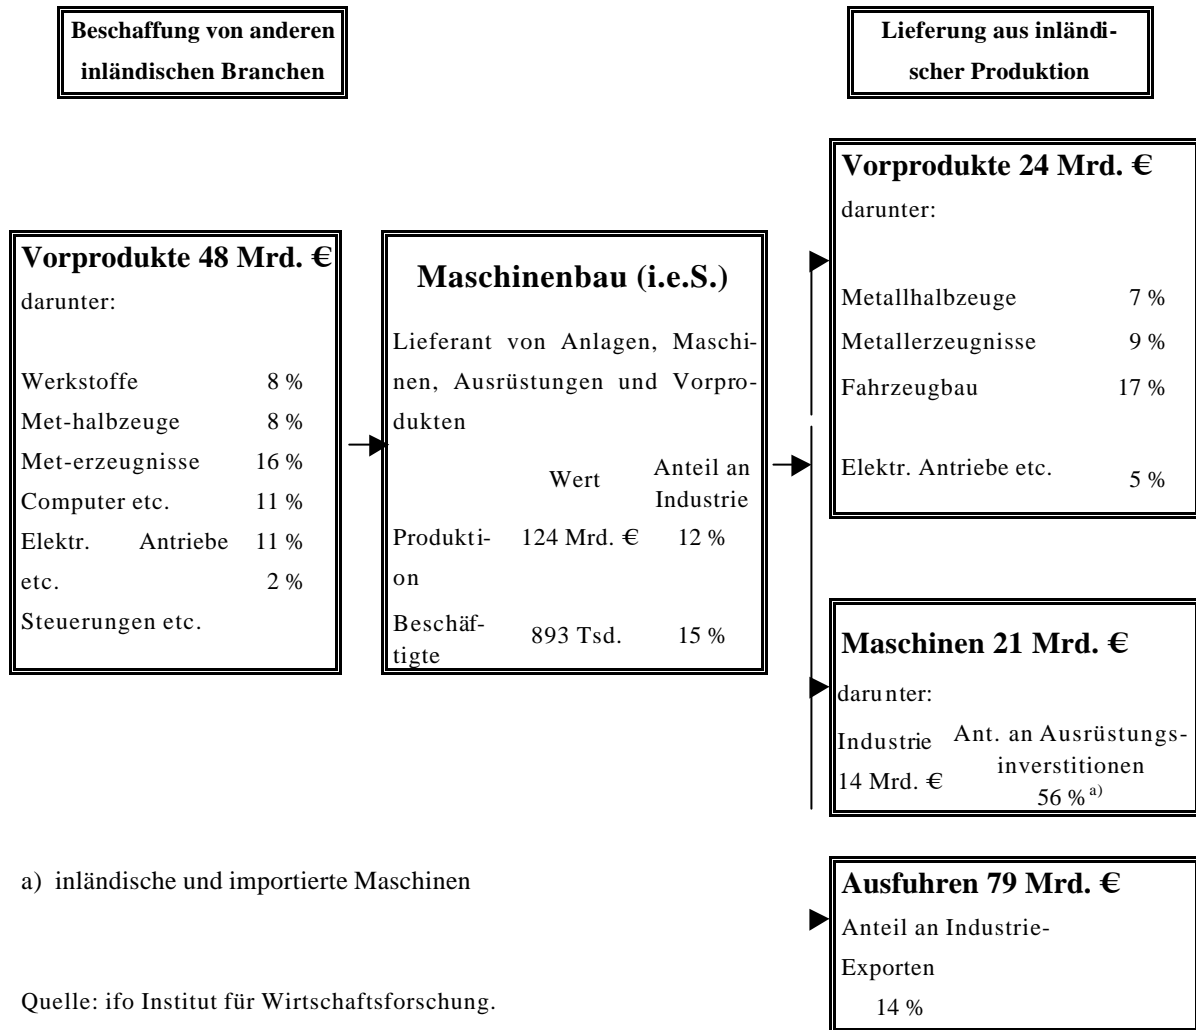 Beschaffung von anderen
inländischen Branchen
Lieferung aus inländi-
scher Produktion
Vorprodukte 48 Mrd. €
darunter:
Werkstoffe 8 %
Met-halbzeuge 8 %
Met-erzeugnisse 16 %
Computer etc. 11 %
Elektr. Antriebe 11 %
etc. 2 %
Steuerungen etc.
Maschinenbau (i.e.S.)
Lieferant von Anlagen, Maschi-
nen, Ausrüstungen und Vorpro-
dukten
Wert Anteil an
Industrie
Produkti- 124 Mrd. € 12 %
on
Beschäf- 893 Tsd. 15 %
tigte
Vorprodukte 24 Mrd. €
darunter:
Metallhalbzeuge 7 %
Metallerzeugnisse 9 %
Fahrzeugbau 17 %
Elektr. Antriebe etc. 5 %
Maschinen 21 Mrd. €
darunter:
Industrie Ant. an Ausrüstungs-
inverstitionen
14 Mrd. € 56 % a)
Ausfuhren 79 Mrd. €
Anteil an Industrie-
Exporten
14 %
a) inländische und importierte Maschinen
Quelle: ifo Institut für Wirtschaftsforschung.